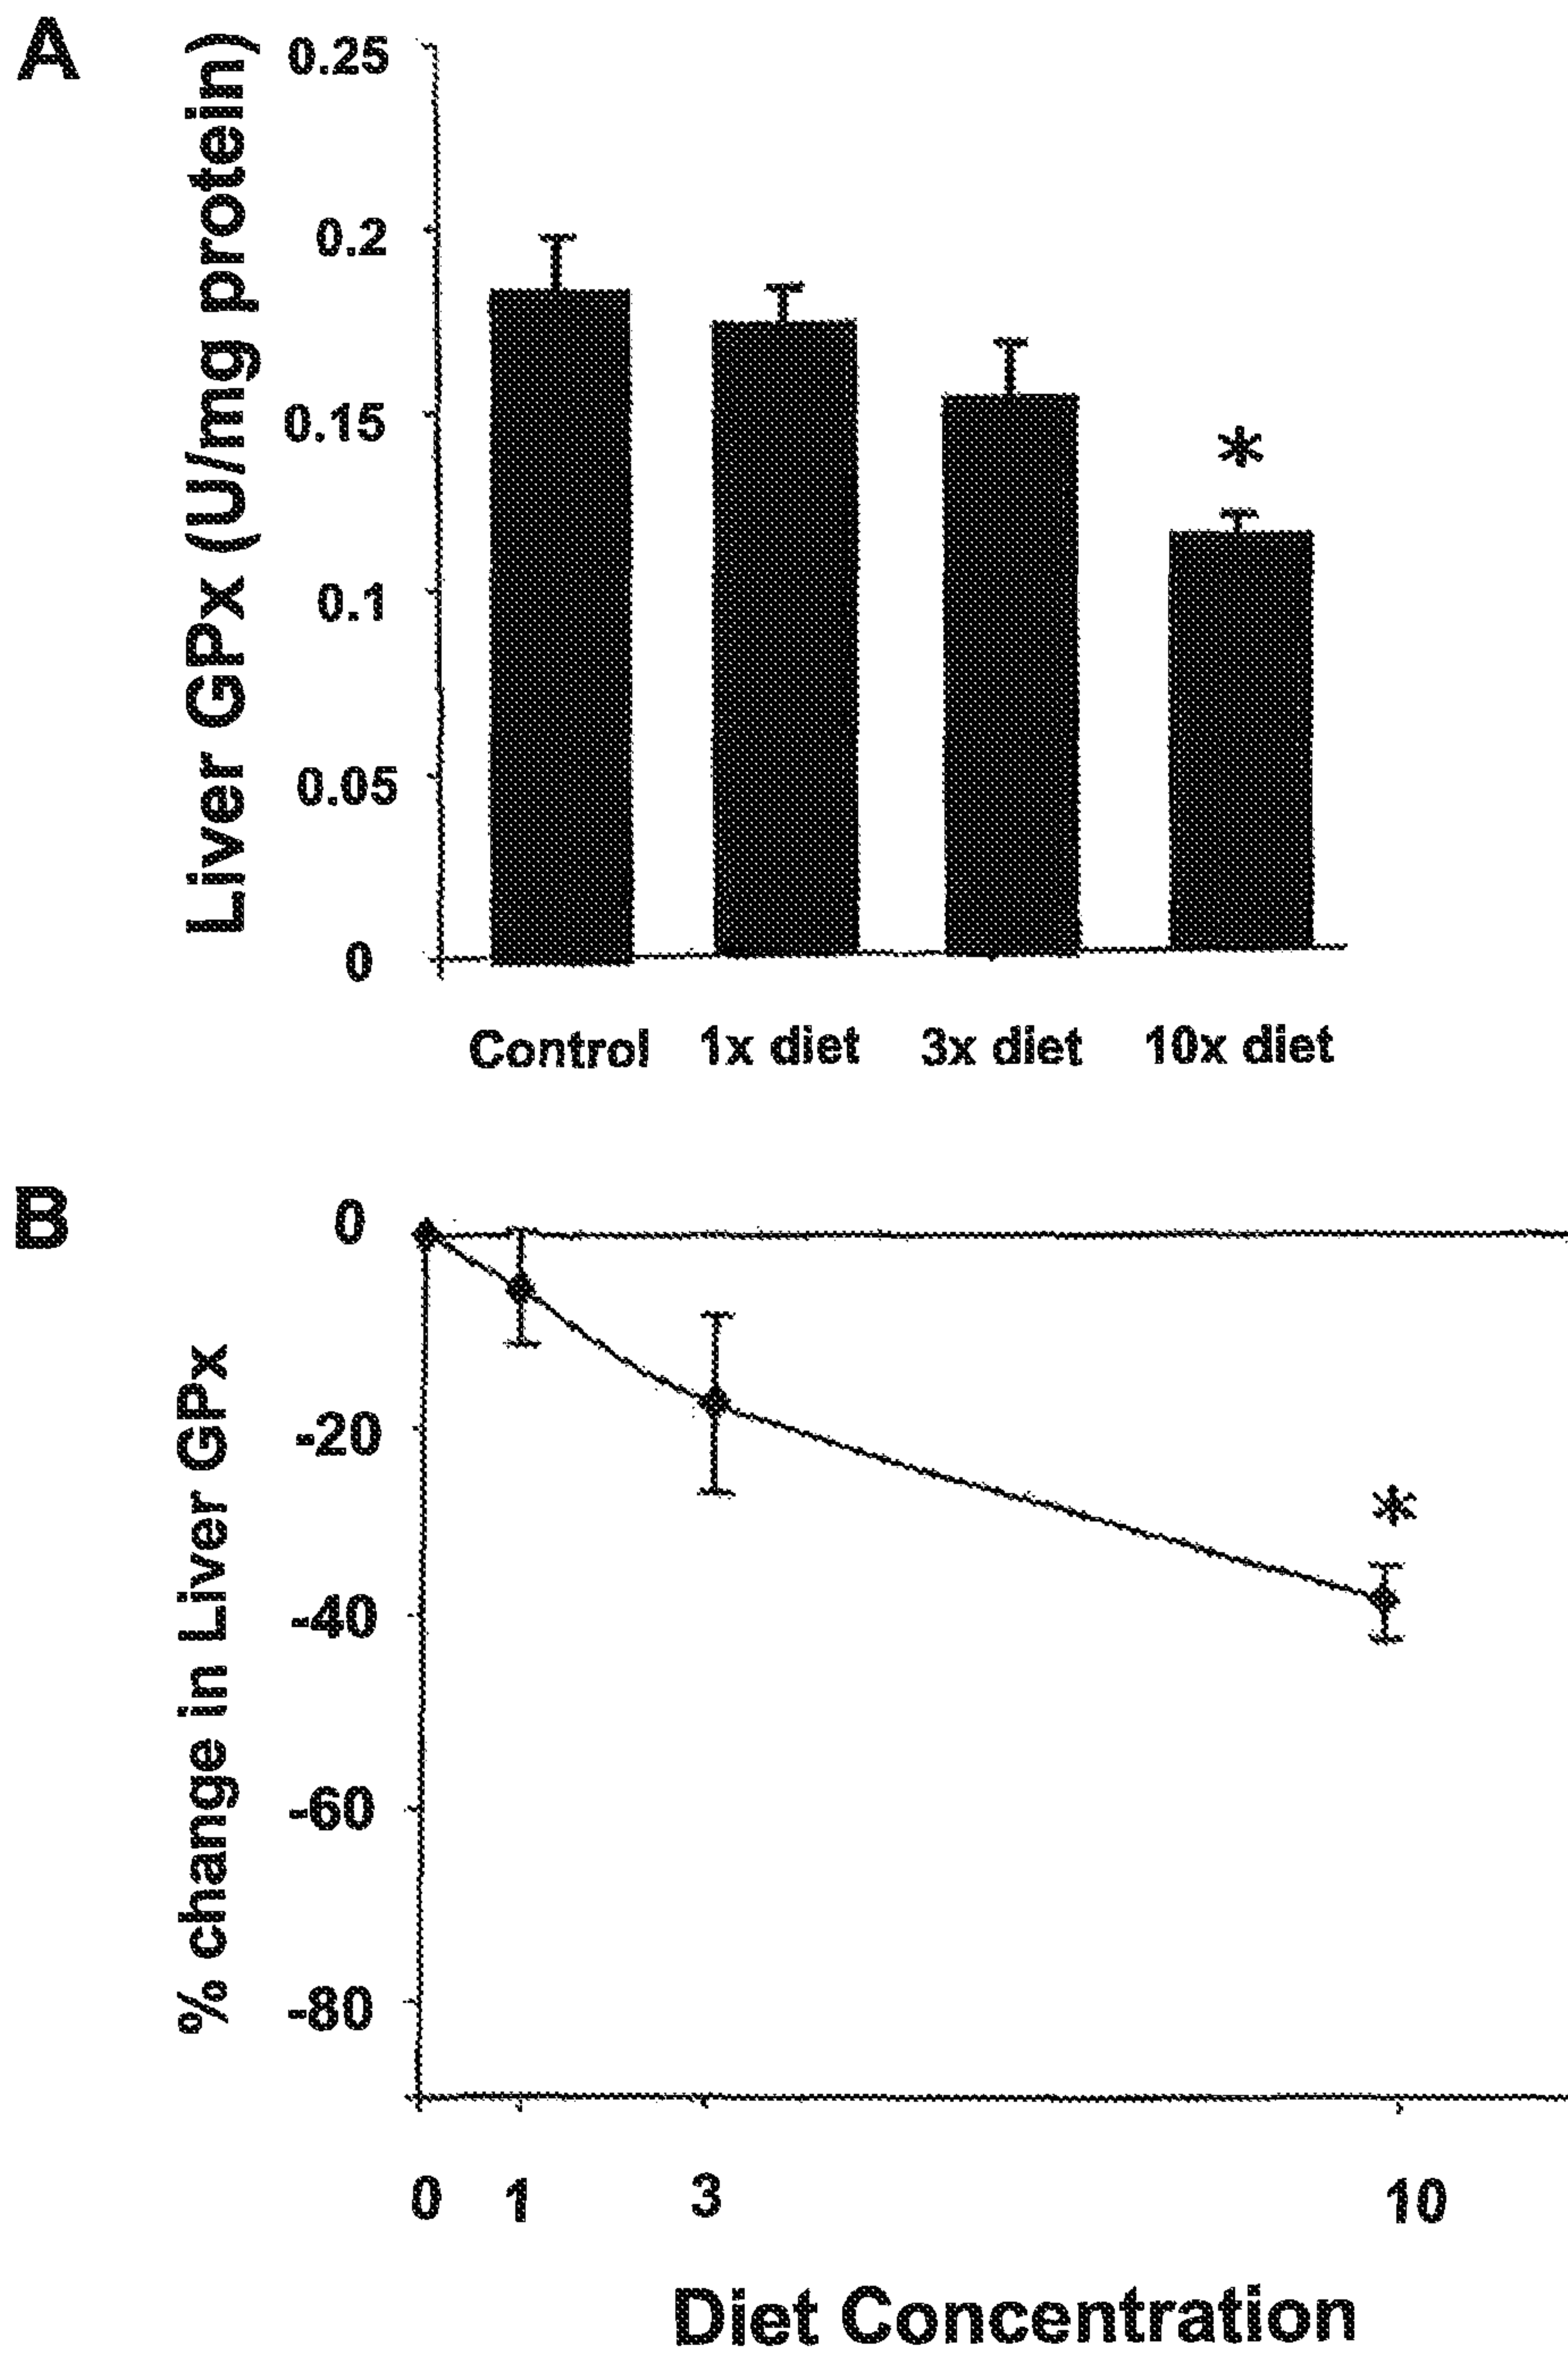 A
Liver GPx (U/mg protein)
0.25
0.2
0.15
*
0.1
0.05
0
Control 1x diet 3x diet 10x diet
B
% change in Liver GPx
0
-20
*
-40
-60
-80
0 1 3 10
Diet Concentration